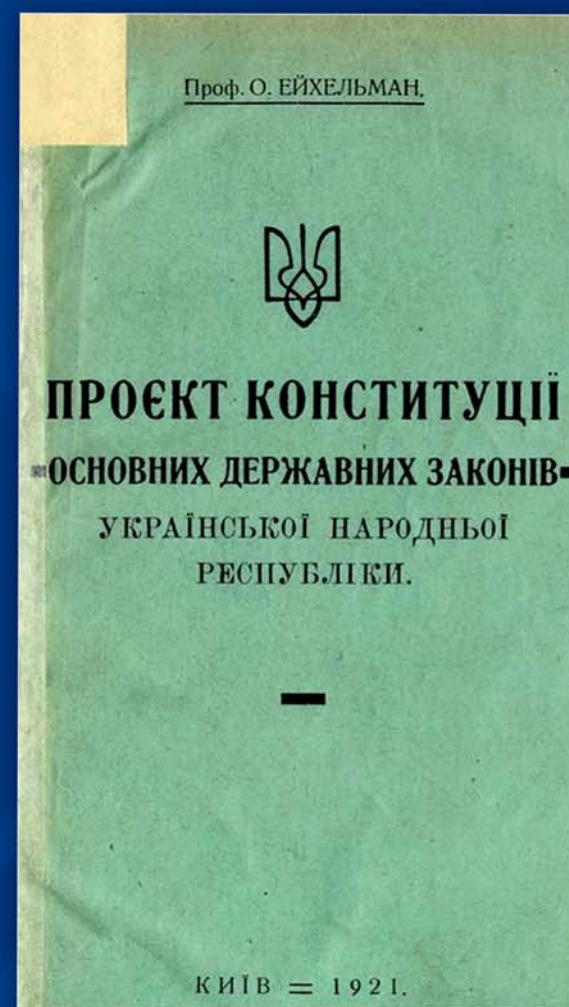 Проф. О. ЕЙХЕЛЬМАН.
ПРОЄКТ КОНСТИТУЦІЇ
-ОСНОВНИХ ДЕРЖАВНИХ ЗАКОНІВ-
УКРАЇНСЬКОЇ НАРОДНЬОЇ
РЕСПУБЛІКИ.
КИЇВ = 1921.